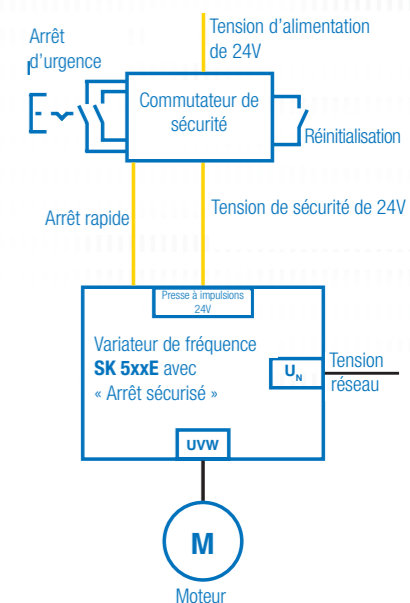 Arrêt
d'urgence
Tension d'alimentation
de 24V
Commutateur de
sécurité
Réinitialisation
Arrêt rapide
Tension de sécurité de 24V
Presse à impulsions
24V
Variateur de fréquence
SK 5xxE avec
« Arrêt sécurisé »
UN
Tension
réseau
UVW
M
Moteur